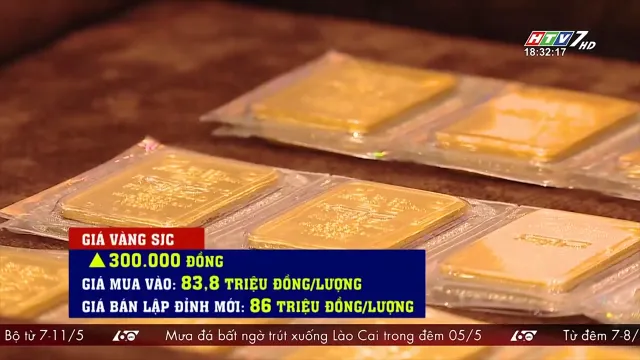 HTV7 HD
18:32:17
GIÁ VÀNG SJC
▲300.000 ĐỒNG
GIÁ MUA VÀO: 83,8 TRIỆU ĐỒNG/LƯỢNG
GIÁ BÁN LẬP ĐỈNH MỚI: 86 TRIỆU ĐỒNG/LƯỢNG
Bộ từ 7-11/5 60 Mưa đá bất ngờ trút xuống Lào Cai trong đêm 05/5 60 Từ đêm 7-8/